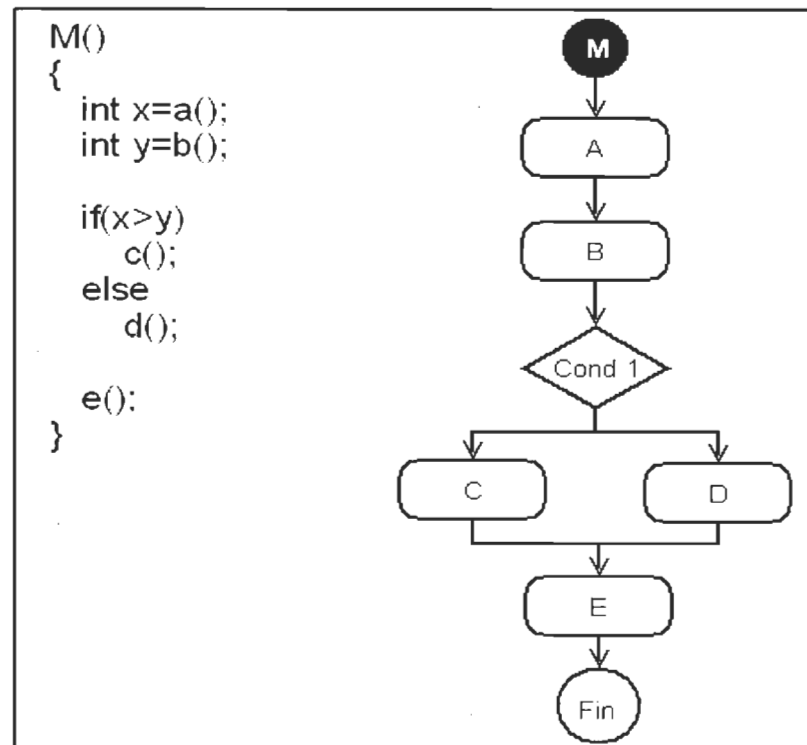 M()
{
int x=a();
int y=b();
if(x>y)
c();
else
d();
e();
}
M
A
B
Cond 1
C
D
E
Fin